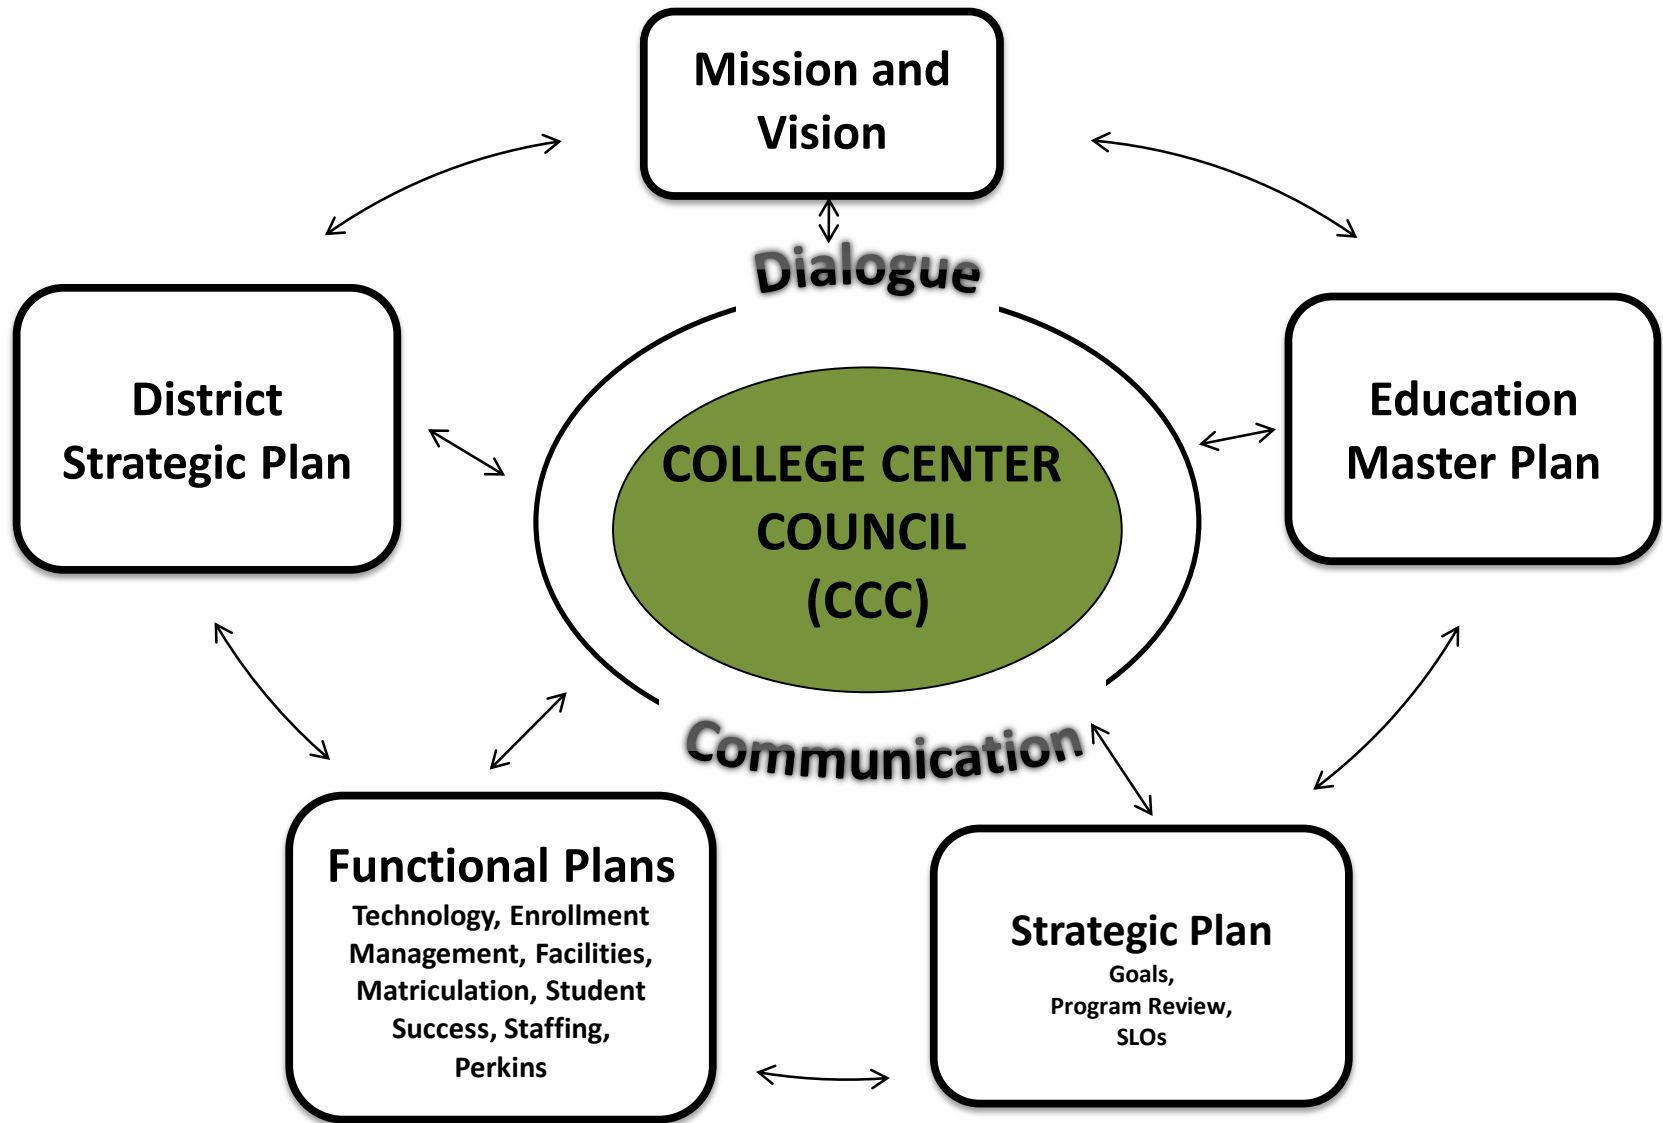 Mission and
Vision
Dialogue
District
Strategic Plan
COLLEGE CENTER
COUNCIL
(CCC)
Education
Master Plan
Communication
Functional Plans
Technology, Enrollment
Management, Facilities,
Matriculation, Student
Success, Staffing,
Perkins
Strategic Plan
Goals,
Program Review,
SLOs